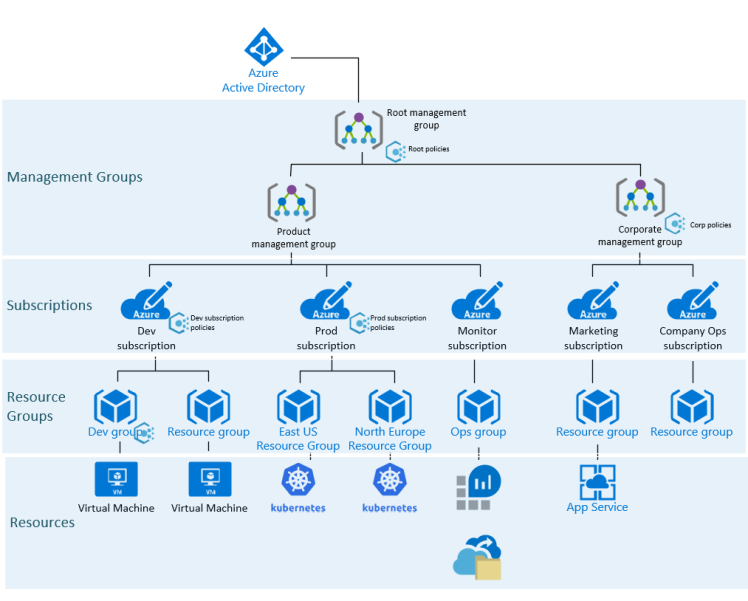 Azure
Active Directory
Root management
group
Root policies
Management Groups
Product
management group
Corporate
management group
Corp policies
Subscriptions
Azure
Azure
Azure
Azure
Azure
Dev subscription
policies
Prod subscription
policies
Dev
subscription
Prod
subscription
Monitor
subscription
Marketing
subscription
Company Ops
subscription
Resource
Groups
Dev group
Resource group
East US
Resource Group
North Europe
Resource Group
Ops group
Resource group
Resource group
Resources
VM
VM
Virtual Machine
Virtual Machine
kubernetes
kubernetes
App Service